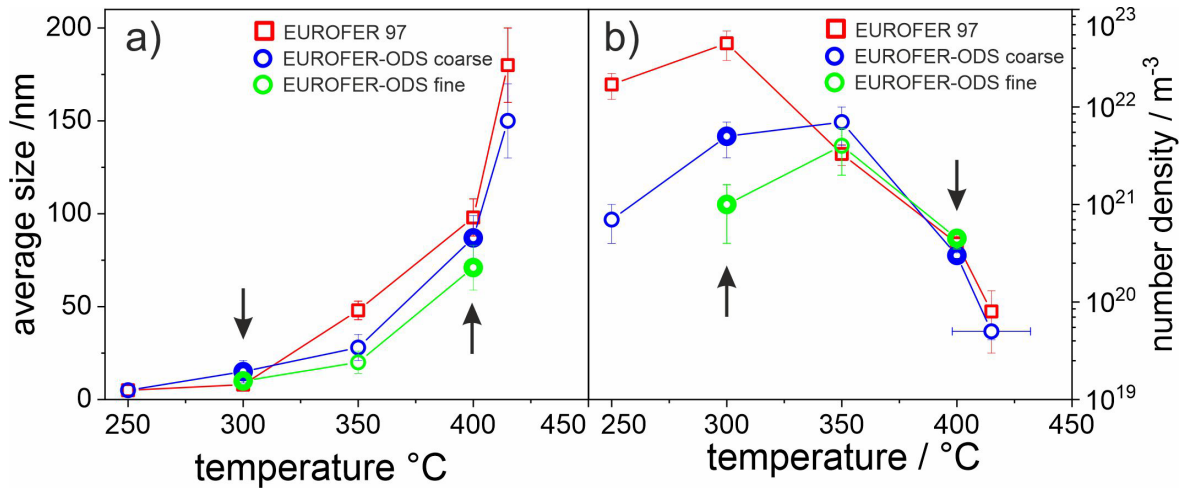 a)
EUROFER 97
EUROFER-ODS coarse
EUROFER-ODS fine
200
150
100
50
0
average size /nm
250
300
350
400
450
temperature °C
b)
EUROFER 97
EUROFER-ODS coarse
EUROFER-ODS fine
10²³
10²²
10²¹
10²⁰
10¹⁹
number density / m⁻³
250
300
350
400
450
temperature / °C